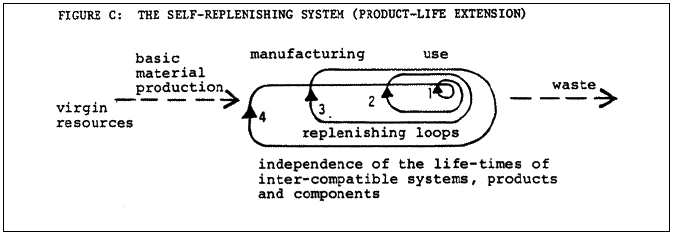 FIGURE C: THE SELF-REPLENISHING SYSTEM (PRODUCT-LIFE EXTENSION)
manufacturing use
basic
material
production
waste
virgin
resources
1
2
3
4
replenishing loops
independence of the life-times of
inter-compatible systems, products
and components